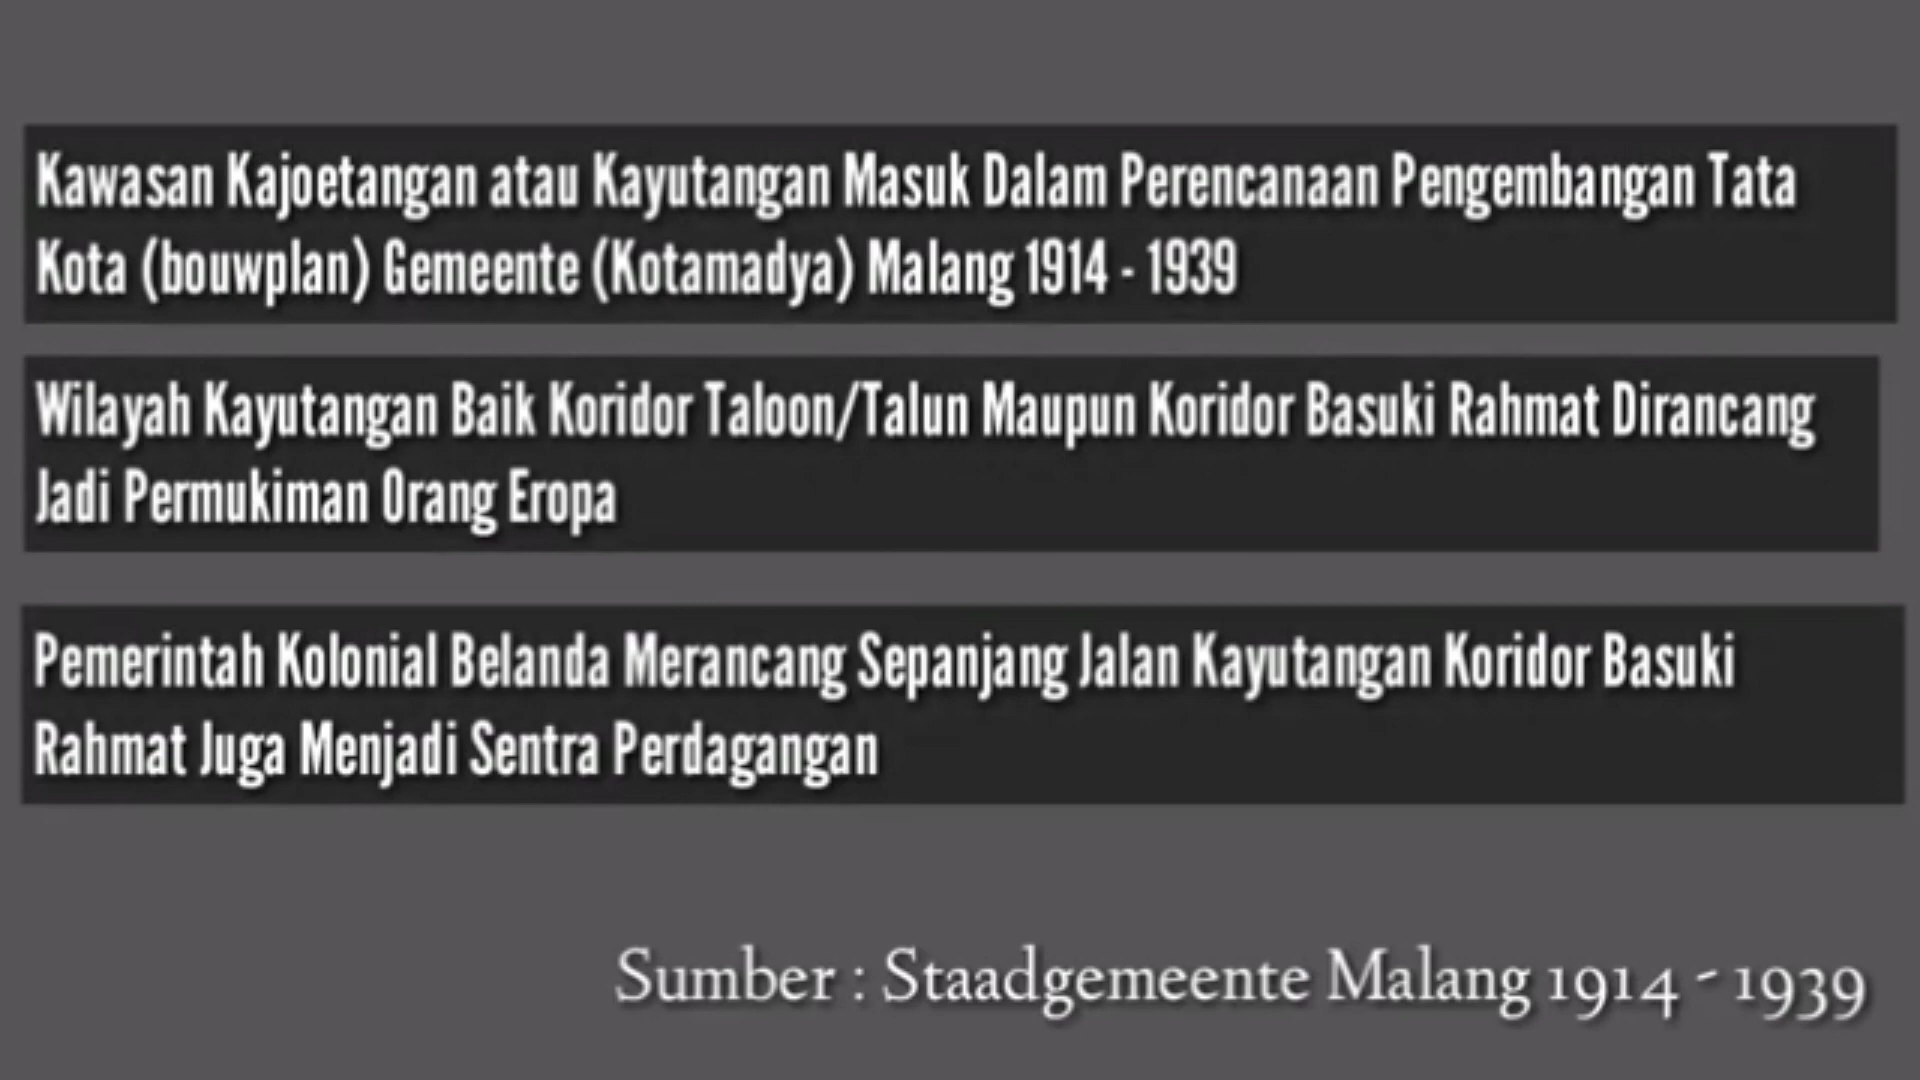 Kawasan Kajoetangan atau Kayutangan Masuk Dalam Perencanaan Pengembangan Tata
Kota (bouwplan) Gemeente (Kotamadya) Malang 1914 - 1939
Wilayah Kayutangan Baik Koridor Taloon/Talun Maupun Koridor Basuki Rahmat Dirancang
Jadi Permukiman Orang Eropa
Pemerintah Kolonial Belanda Merancang Sepanjang Jalan Kayutangan Koridor Basuki
Rahmat Juga Menjadi Sentra Perdagangan
Sumber : Staadgemeente Malang 1914 - 1939